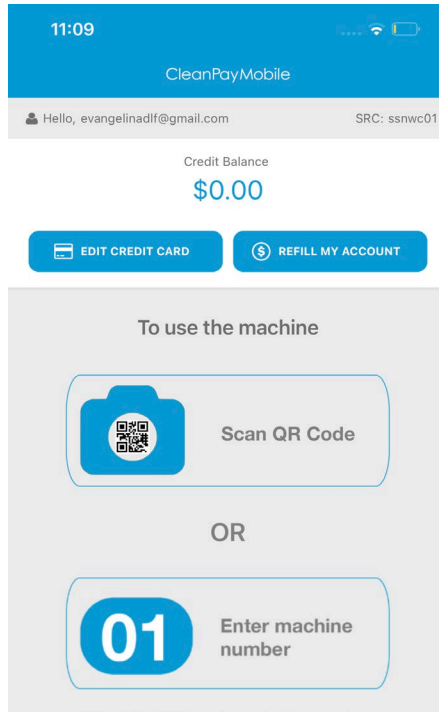 11:09
CleanPayMobile
Hello, evangelinadlf@gmail.com SRC: ssnwc01
Credit Balance
$0.00
EDIT CREDIT CARD REFILL MY ACCOUNT
To use the machine
Scan QR Code
OR
01 Enter machine
number